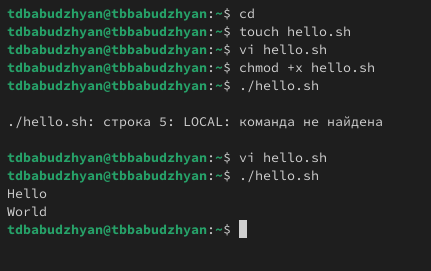 tdbabudzhyan@tbbabudzhyan:~$ cd
tdbabudzhyan@tbbabudzhyan:~$ touch hello.sh
tdbabudzhyan@tbbabudzhyan:~$ vi hello.sh
tdbabudzhyan@tbbabudzhyan:~$ chmod +x hello.sh
tdbabudzhyan@tbbabudzhyan:~$ ./hello.sh
./hello.sh: строка 5: LOCAL: команда не найдена
tdbabudzhyan@tbbabudzhyan:~$ vi hello.sh
tdbabudzhyan@tbbabudzhyan:~$ ./hello.sh
Hello
World
tdbabudzhyan@tbbabudzhyan:~$